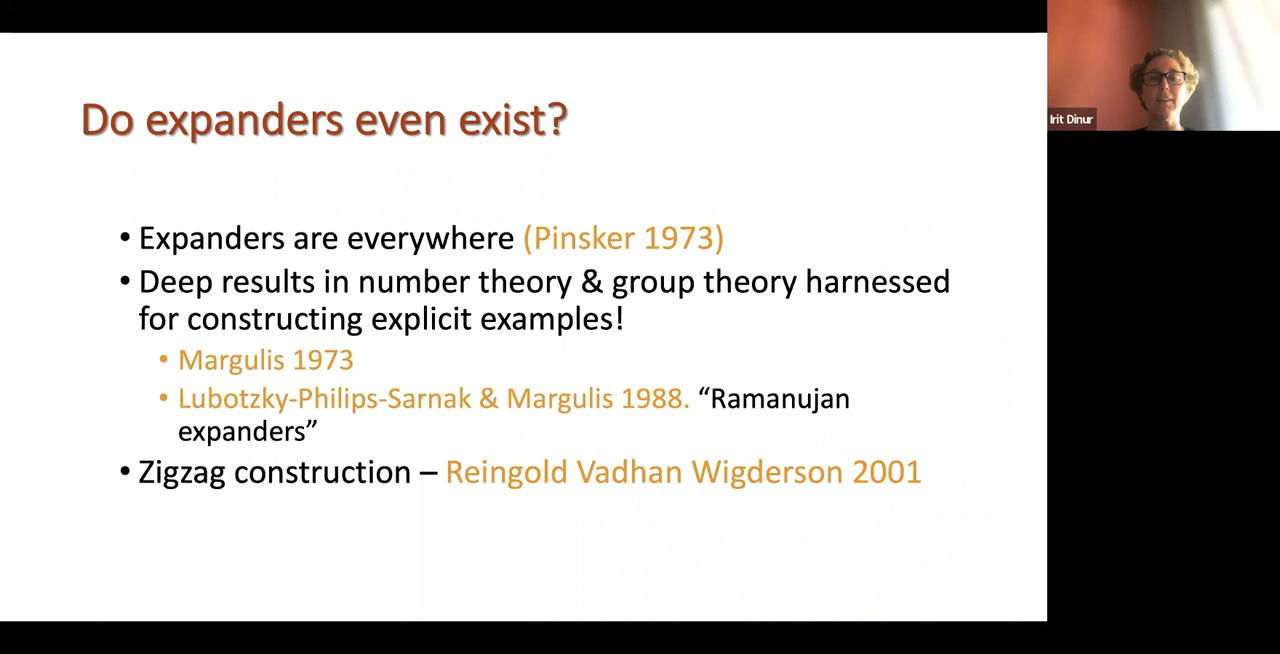 Do expanders even exist?
Irit Dinur
• Expanders are everywhere (Pinsker 1973)
• Deep results in number theory & group theory harnessed
for constructing explicit examples!
• Margulis 1973
• Lubotzky-Philips-Sarnak & Margulis 1988. “Ramanujan
expanders”
• Zigzag construction – Reingold Vadhan Wigderson 2001